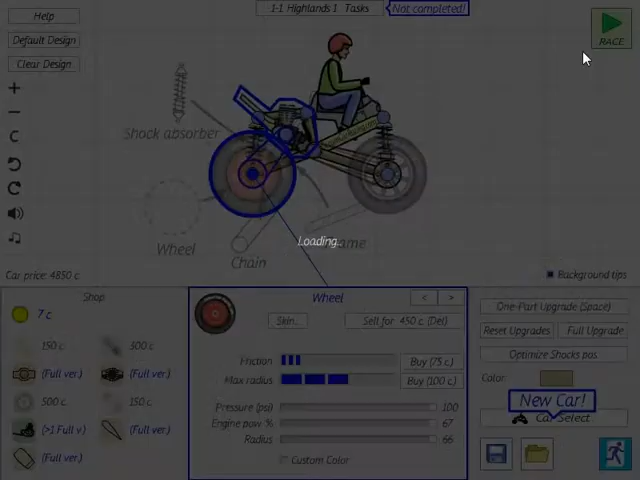 Help
Default Design
Clear Design
1-1 Highlands 1 Tasks
Not completed!
RACE
Shock absorber
Wheel
Chain
Loading..
Car price: 4850 c
Background tips
Shop
7 c
150 c
300 c
(Full ver.)
(Full ver.)
500 c
150 c
(>1 Full v.)
(Full ver.)
(Full ver.)
Wheel
<
>
Skin..
Sell for 450 c (Del)
Friction
Buy (75 c.)
Max radius
Buy (100 c.)
Pressure (psi)
100
Engine pow. %
67
Radius
66
Custom Color
One-Part Upgrade (Space)
Reset Upgrades
Full Upgrade
Optimize Shocks pos
Color:
New Car!
Car Select